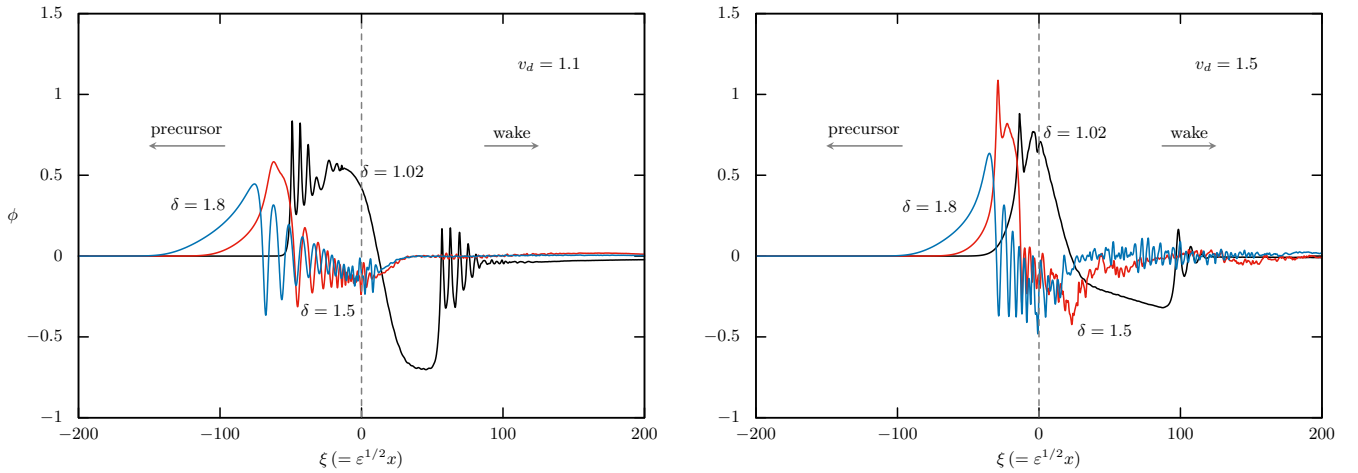 1.5
1
0.5
0
−0.5
−1
−200
−100
0
100
200
ϕ
ξ (= ε^{1/2}x)
v_d = 1.1
precursor
wake
δ = 1.02
δ = 1.8
δ = 1.5
1.5
1
0.5
0
−0.5
−1
−200
−100
0
100
200
ξ (= ε^{1/2}x)
v_d = 1.5
precursor
wake
δ = 1.02
δ = 1.8
δ = 1.5